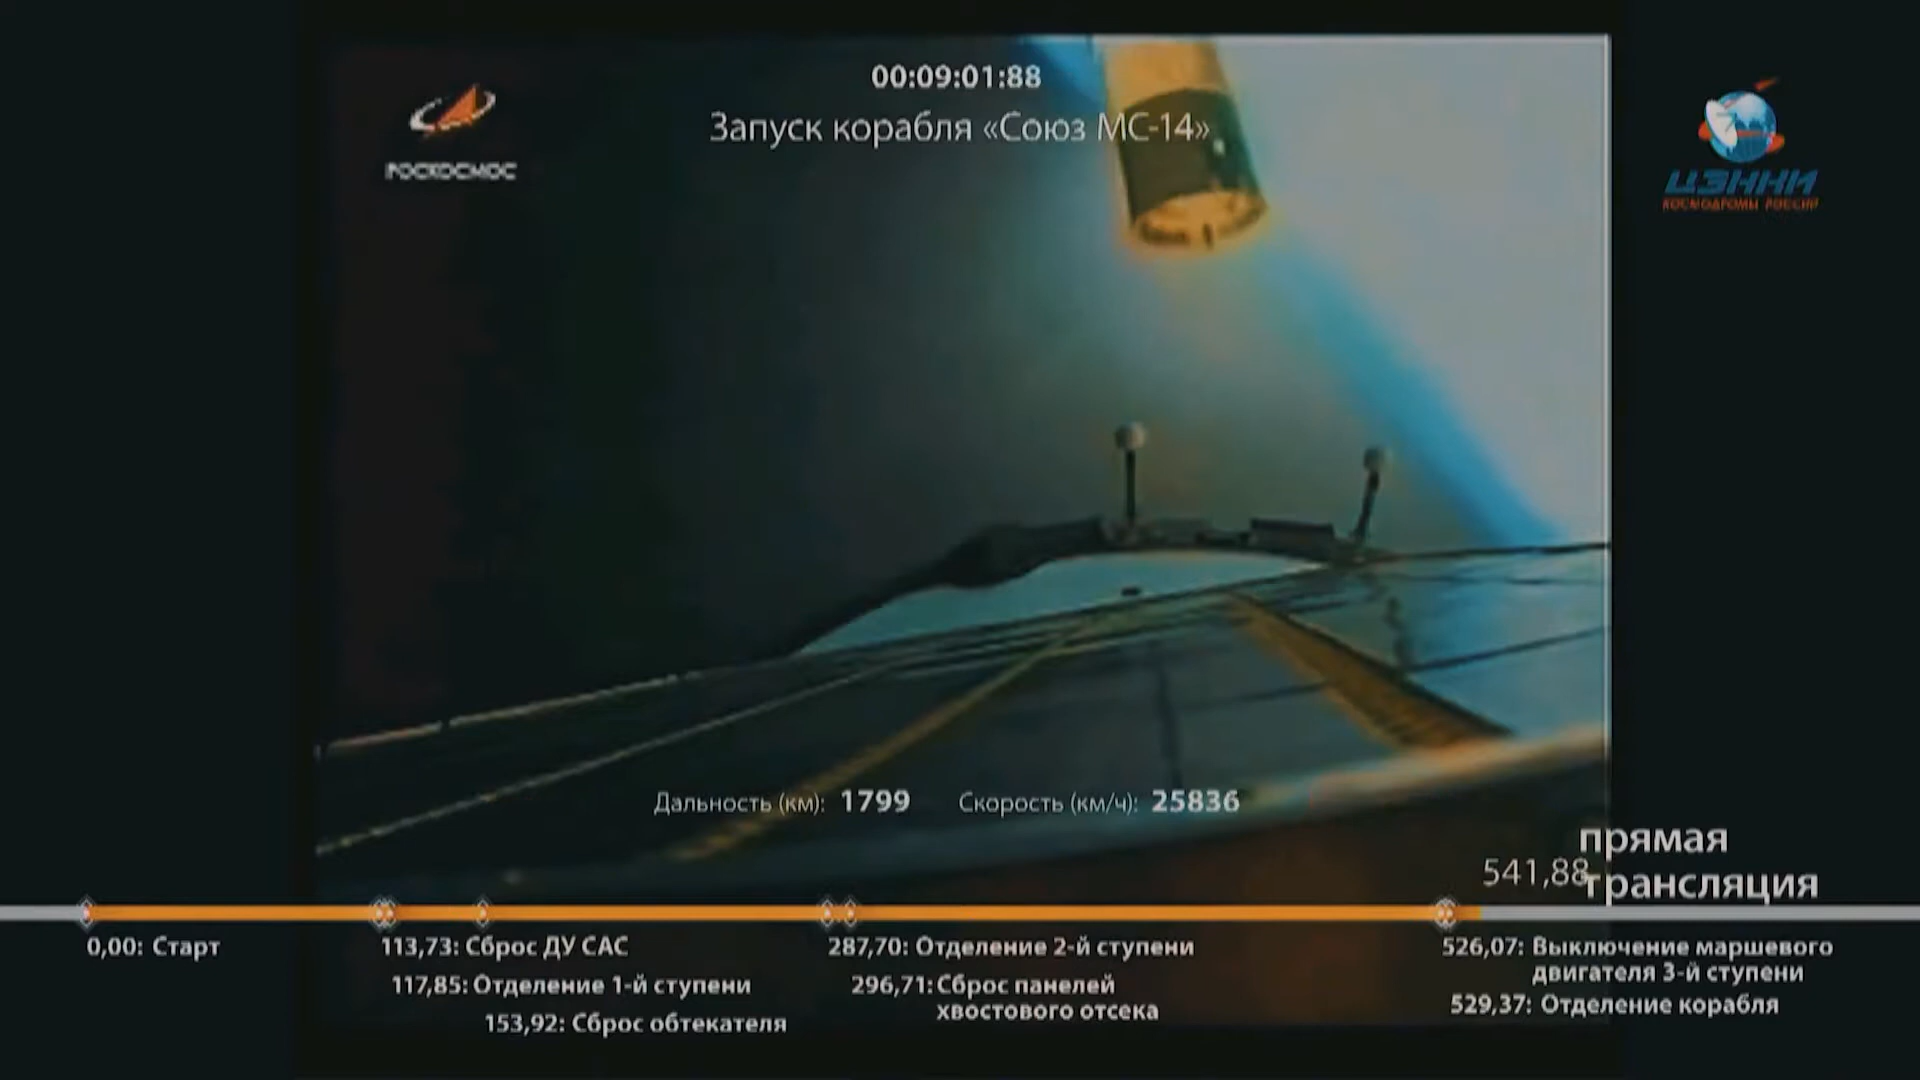 00:09:01:88
Запуск корабля «Союз МС-14»
РОСКОСМОС
ЦЭННИ
КОСМОДРОМЫ РОССИИ
Дальность (км): 1799 Скорость (км/ч): 25836
прямая
трансляция
541,88
0,00: Старт
113,73: Сброс ДУ САС
117,85: Отделение 1-й ступени
153,92: Сброс обтекателя
287,70: Отделение 2-й ступени
296,71: Сброс панелей
хвостового отсека
526,07: Выключение маршевого
двигателя 3-й ступени
529,37: Отделение корабля